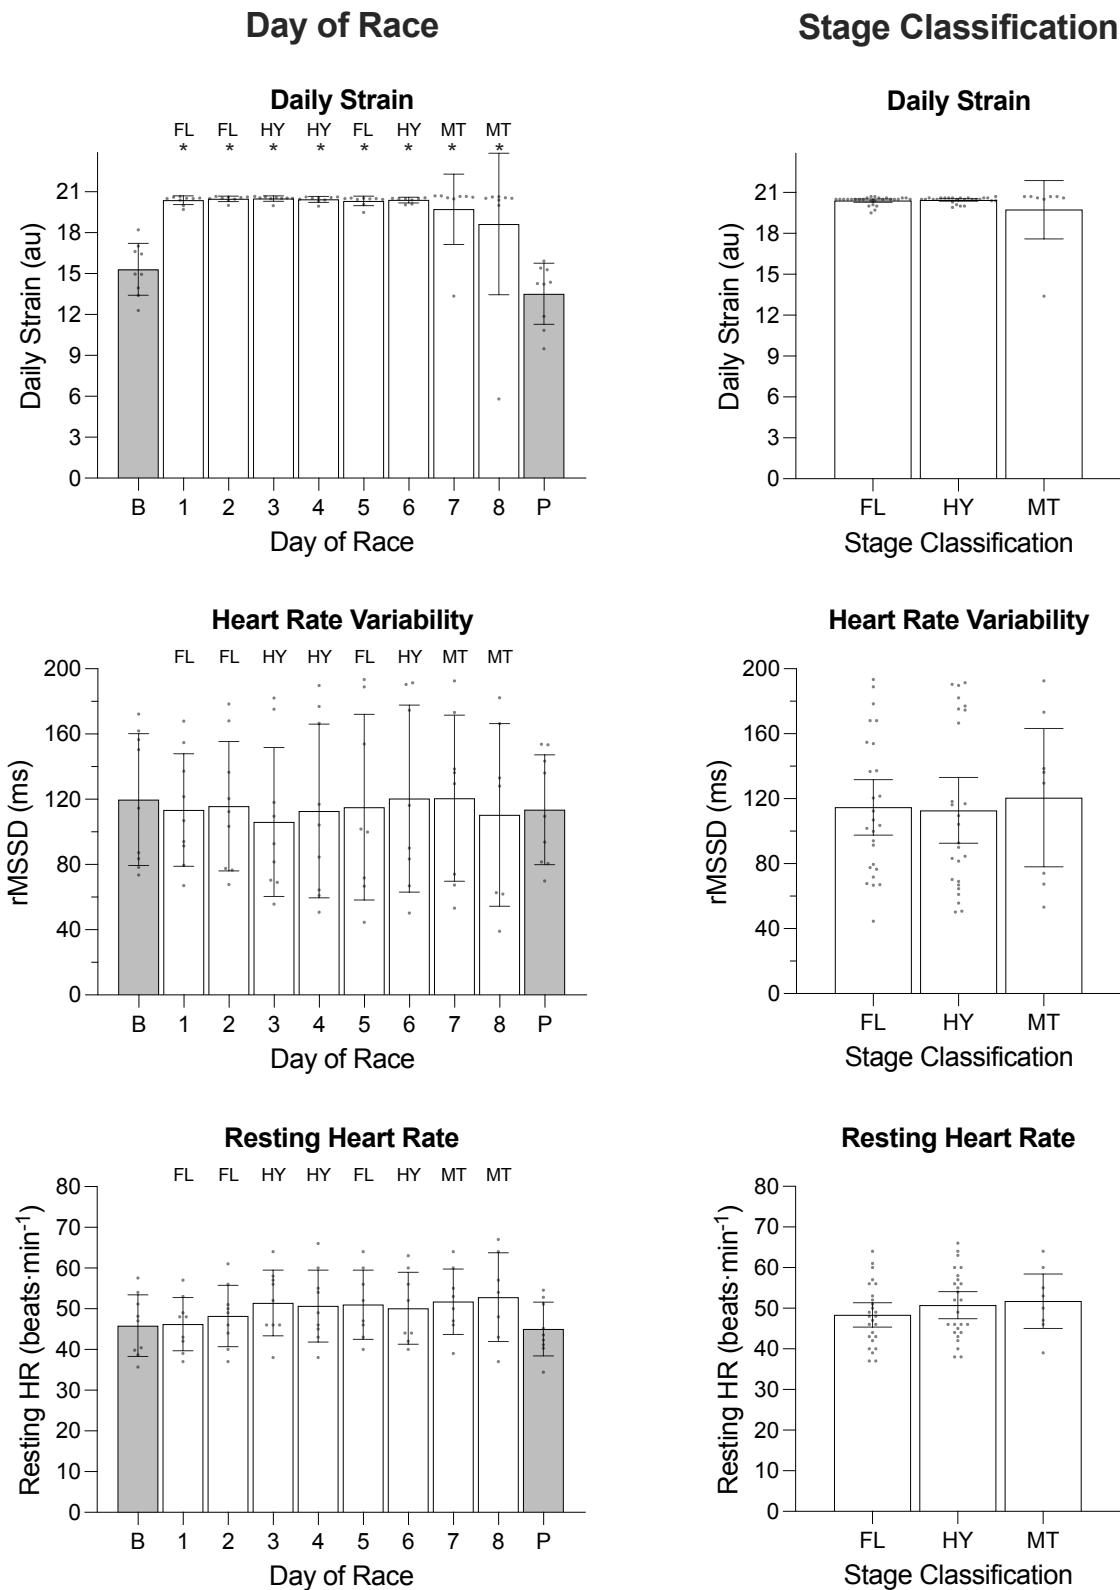 Day of Race
Stage Classification
Daily Strain
FL FL HY HY FL HY MT MT
* * * * * * * *
Daily Strain (au)
21
18
15
12
9
6
3
0
B 1 2 3 4 5 6 7 8 P
Day of Race
Daily Strain
Daily Strain (au)
21
18
15
12
9
6
3
0
FL HY MT
Stage Classification
Heart Rate Variability
FL FL HY HY FL HY MT MT
rMSSD (ms)
200
160
120
80
40
0
B 1 2 3 4 5 6 7 8 P
Day of Race
Heart Rate Variability
rMSSD (ms)
200
160
120
80
40
0
FL HY MT
Stage Classification
Resting Heart Rate
FL FL HY HY FL HY MT MT
Resting HR (beats·min⁻¹)
80
70
60
50
40
30
20
10
0
B 1 2 3 4 5 6 7 8 P
Day of Race
Resting Heart Rate
Resting HR (beats·min⁻¹)
80
70
60
50
40
30
20
10
0
FL HY MT
Stage Classification